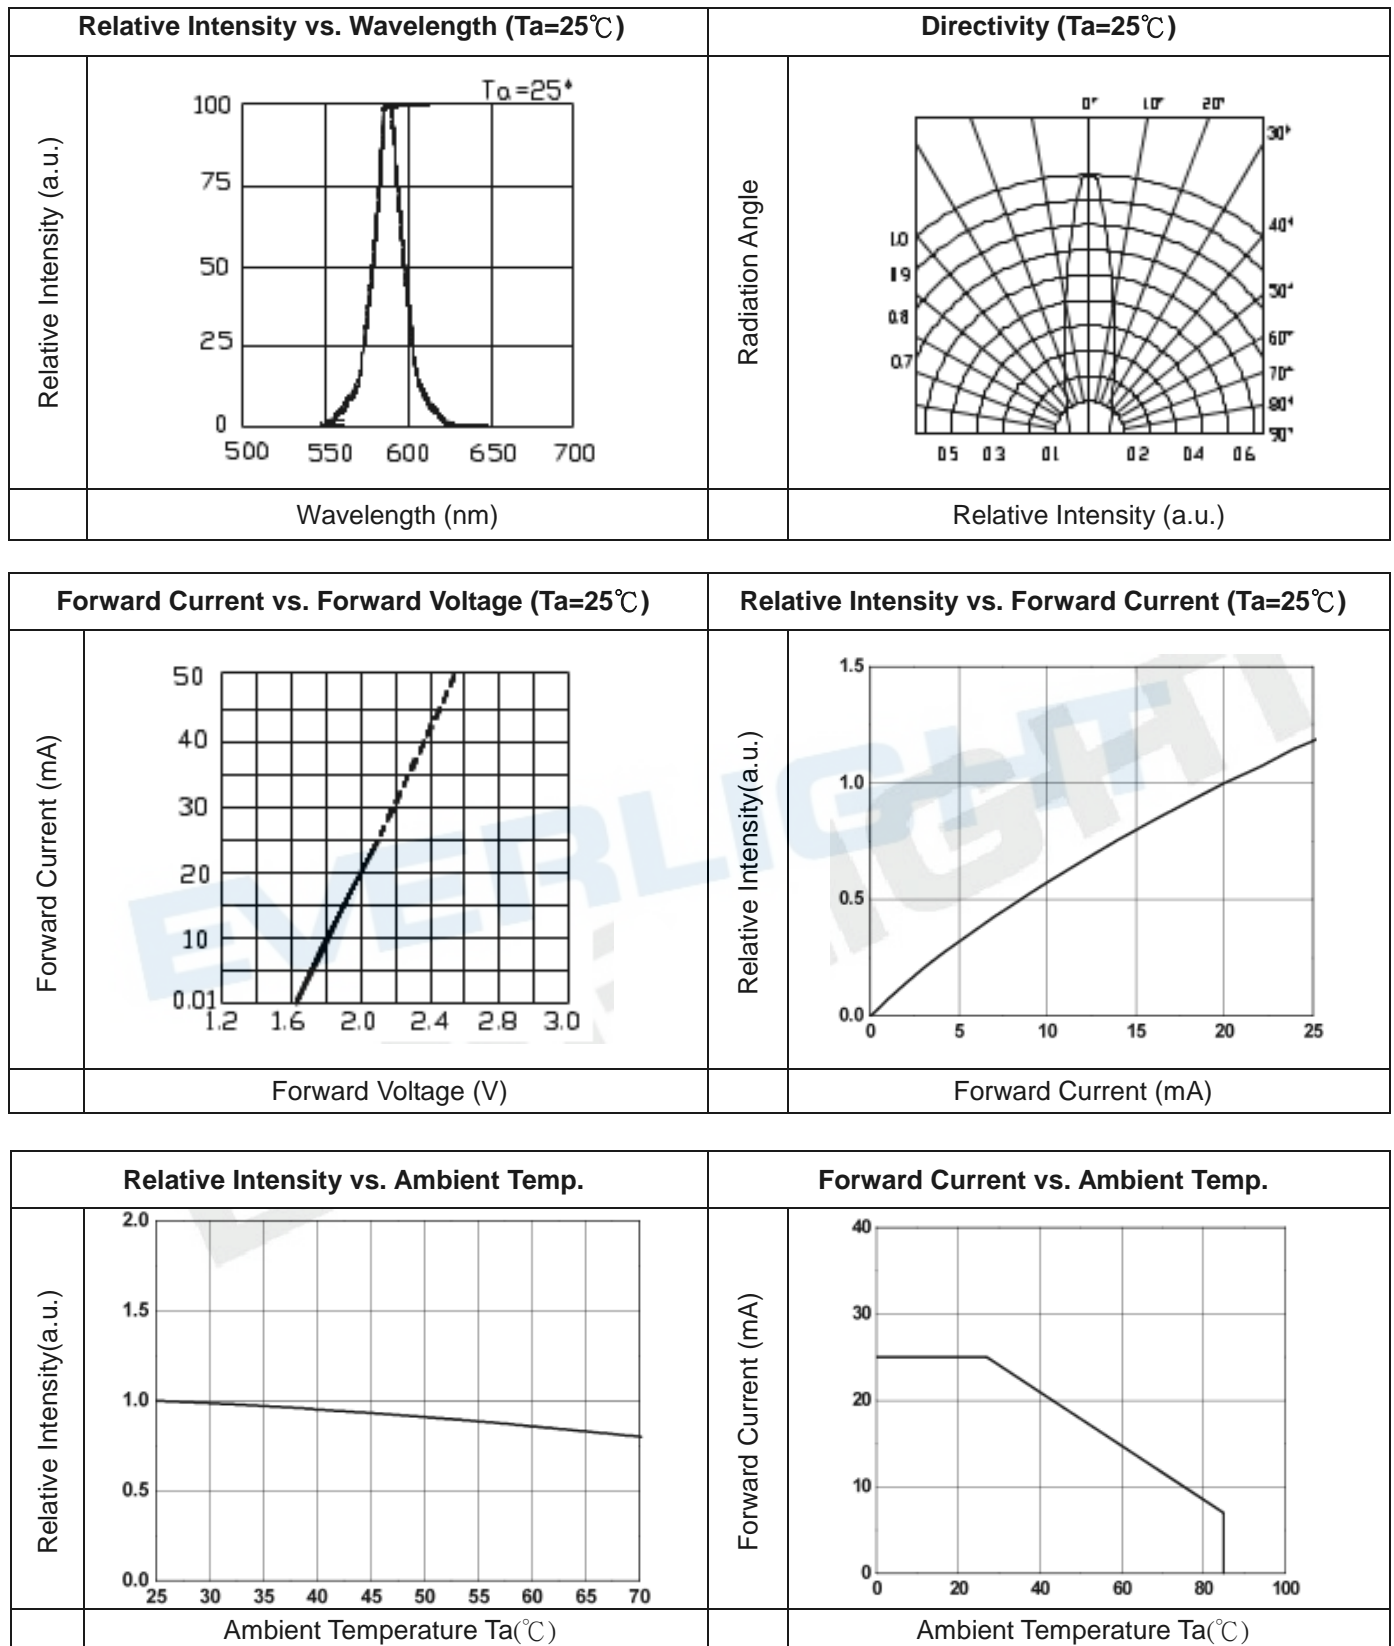 Relative Intensity vs. Wavelength (Ta=25℃)
Directivity (Ta=25℃)
Relative Intensity (a.u.)
Ta=25°
100
75
50
25
0
500 550 600 650 700
Wavelength (nm)
Radiation Angle
0° 10° 20°
30°
40°
50°
60°
70°
80°
90°
1.0
0.9
0.8
0.7
0.5 0.3 0.1 0.2 0.4 0.6
Relative Intensity (a.u.)
Forward Current vs. Forward Voltage (Ta=25℃)
Relative Intensity vs. Forward Current (Ta=25℃)
Forward Current (mA)
50
40
30
20
10
0.01
1.2 1.6 2.0 2.4 2.8 3.0
Forward Voltage (V)
Relative Intensity(a.u.)
1.5
1.0
0.5
0.0
0 5 10 15 20 25
Forward Current (mA)
EVERLIGHT
Relative Intensity vs. Ambient Temp.
Forward Current vs. Ambient Temp.
Relative Intensity(a.u.)
2.0
1.5
1.0
0.5
0.0
25 30 35 40 45 50 55 60 65 70
Ambient Temperature Ta(℃)
Forward Current (mA)
40
30
20
10
0
0 20 40 60 80 100
Ambient Temperature Ta(℃)